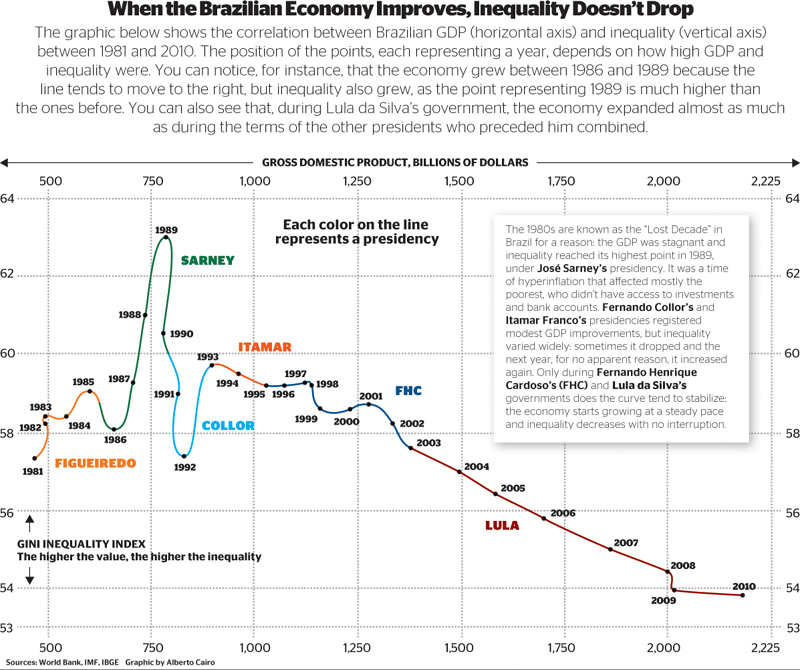 When the Brazilian Economy Improves, Inequality Doesn't Drop
The graphic below shows the correlation between Brazilian GDP (horizontal axis) and inequality (vertical axis)
between 1981 and 2010. The position of the points, each representing a year, depends on how high GDP and
inequality were. You can notice, for instance, that the economy grew between 1986 and 1989 because the
line tends to move to the right, but inequality also grew, as the point representing 1989 is much higher than
the ones before. You can also see that, during Lula da Silva's government, the economy expanded almost as much
as during the terms of the other presidents who preceded him combined.
GROSS DOMESTIC PRODUCT, BILLIONS OF DOLLARS
500 750 1,000 1,250 1,500 1,750 2,000 2,225
64 64
Each color on the line
represents a presidency
The 1980s are known as the "Lost Decade" in
Brazil for a reason: the GDP was stagnant and
inequality reached its highest point in 1989,
under José Sarney's presidency. It was a time
of hyperinflation that affected mostly the
poorest, who didn't have access to investments
and bank accounts. Fernando Collor's and
Itamar Franco's presidencies registered
modest GDP improvements, but inequality
varied widely: sometimes it dropped and the
next year, for no apparent reason, it increased
again. Only during Fernando Henrique
Cardoso's (FHC) and Lula da Silva's
governments does the curve tend to stabilize:
the economy starts growing at a steady pace
and inequality decreases with no interruption.
1989
SARNEY
62 62
1988
1990
60 60
ITAMAR
1993
1994
1995
1996
1997
1998
FHC
1985
1987
1991
1983
1982
1984
1986
COLLOR
1999
2000
2001
2002
58 58
2003
1981
FIGUEIREDO
1992
2004
2005
56 56
2006
LULA
GINI INEQUALITY INDEX
The higher the value, the higher the inequality
2007
2008
2009
2010
54 54
53 53
500 750 1,000 1,250 1,500 1,750 2,000 2,225
Sources: World Bank, IMF, IBGE Graphic by Alberto Cairo